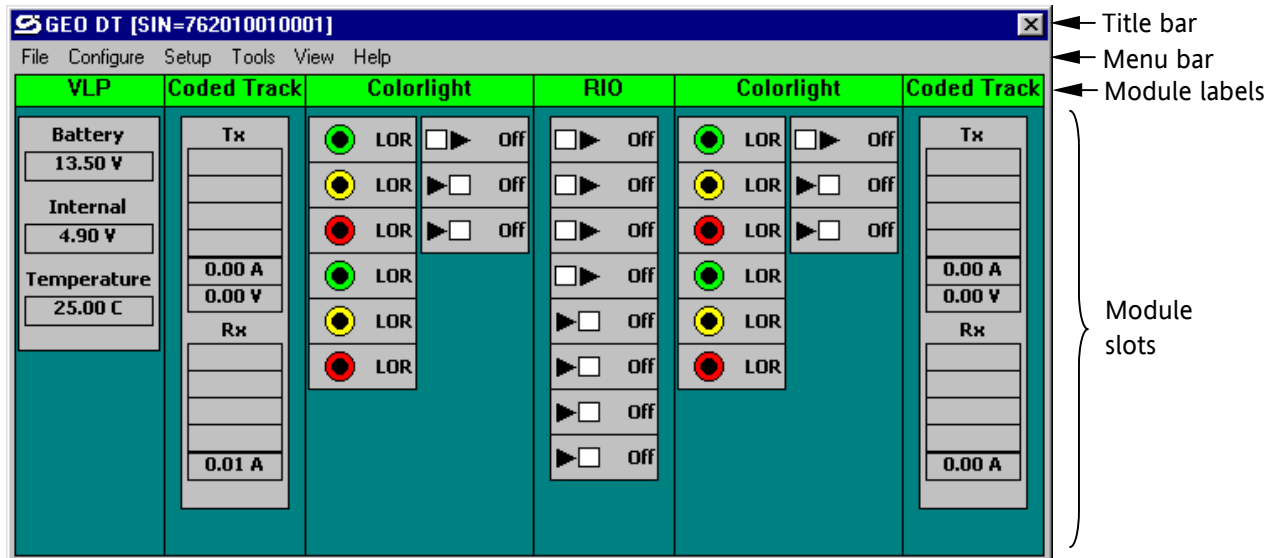 GEO DT [SIN=762010010001]
Title bar
File Configure Setup Tools View Help
Menu bar
VLP Coded Track Colorlight RIO Colorlight Coded Track
Module labels
Battery
13.50 V
Internal
4.90 V
Temperature
25.00 C
Tx
0.00 A
0.00 V
Rx
0.01 A
LOR Off
LOR Off
LOR Off
LOR
LOR
LOR
Off
Off
Off
Off
Off
Off
Off
Off
LOR Off
LOR Off
LOR Off
LOR
LOR
LOR
Tx
0.00 A
0.00 V
Rx
0.00 A
Module
slots